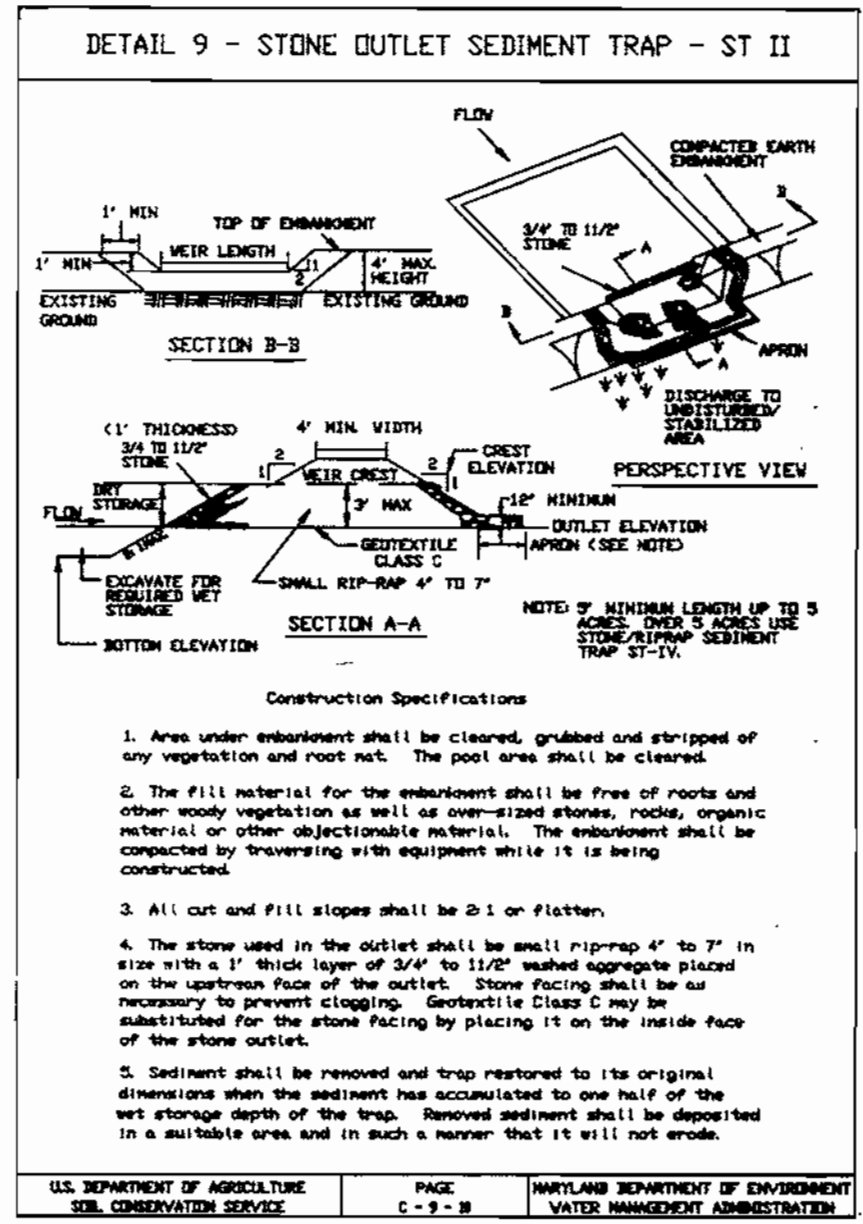 DETAIL 9 - STONE OUTLET SEDIMENT TRAP - ST II
FLOW
COMPACTED EARTH
EMBANKMENT
B
1' MIN
TOP OF EMBANKMENT
3/4" TO 11/2"
STONE
A
WEIR LENGTH
1' MIN
1
2
4' MAX.
HEIGHT
EXISTING
GROUND
EXISTING GROUND
B
SECTION B-B
APRON
A
DISCHARGE TO
UNDISTURBED/
STABILIZED
AREA
PERSPECTIVE VIEW
(1' THICKNESS)
3/4 TO 11/2"
STONE
4' MIN. WIDTH
2
1
WEIR CREST
2
1
CREST
ELEVATION
DRY
STORAGE
FLOW
3' MAX
12" MINIMUM
OUTLET ELEVATION
APRON (SEE NOTE)
GEOTEXTILE
CLASS C
EXCAVATE FOR
REQUIRED WET
STORAGE
SMALL RIP-RAP 4" TO 7"
BOTTOM ELEVATION
SECTION A-A
NOTE: 5' MINIMUM LENGTH UP TO 5
ACRES. OVER 5 ACRES USE
STONE/RIPRAP SEDIMENT
TRAP ST-IV.
Construction Specifications
1. Area under embankment shall be cleared, grubbed and stripped of
any vegetation and root mat. The pool area shall be cleared.
2. The fill material for the embankment shall be free of roots and
other woody vegetation as well as over-sized stones, rocks, organic
material or other objectionable material. The embankment shall be
compacted by traversing with equipment while it is being
constructed.
3. All cut and fill slopes shall be 2:1 or flatter.
4. The stone used in the outlet shall be small rip-rap 4" to 7" in
size with a 1' thick layer of 3/4" to 11/2" washed aggregate placed
on the upstream face of the outlet. Stone facing shall be as
necessary to prevent clogging. Geotextile Class C may be
substituted for the stone facing by placing it on the inside face
of the stone outlet.
5. Sediment shall be removed and trap restored to its original
dimensions when the sediment has accumulated to one half of the
wet storage depth of the trap. Removed sediment shall be deposited
in a suitable area and in such a manner that it will not erode.
U.S. DEPARTMENT OF AGRICULTURE
SOIL CONSERVATION SERVICE
PAGE
C - 9 - 10
MARYLAND DEPARTMENT OF ENVIRONMENT
WATER MANAGEMENT ADMINISTRATION